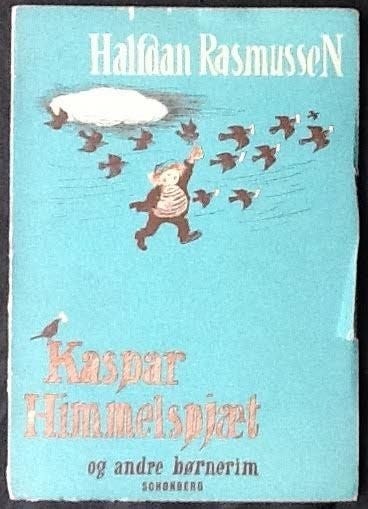 Halfdan Rasmussen
Kaspar
Himmelspjæt
og andre børnerim
SCHØNBERG